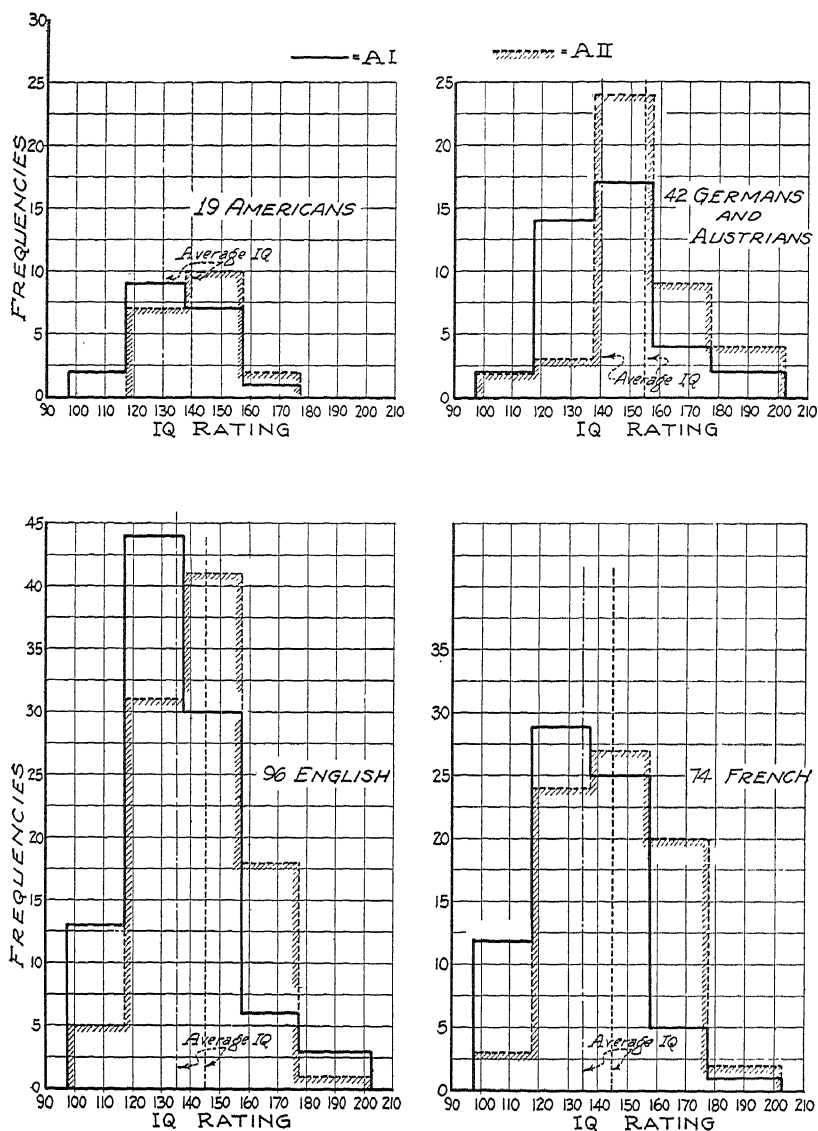 30
= A I
= A II
25
20
15
10
5
0
FREQUENCIES
19 AMERICANS
Average IQ
90 100 110 120 130 140 150 160 170 180 190 200 210
IQ RATING
25
20
15
10
5
0
42 GERMANS
AND
AUSTRIANS
Average IQ
90 100 110 120 130 140 150 160 170 180 190 200 210
IQ RATING
45
40
35
30
25
20
15
10
5
0
FREQUENCIES
96 ENGLISH
Average IQ
90 100 110 120 130 140 150 160 170 180 190 200 210
IQ RATING
35
30
25
20
15
10
5
0
74 FRENCH
Average IQ
90 100 110 120 130 140 150 160 170 180 190 200 210
IQ RATING